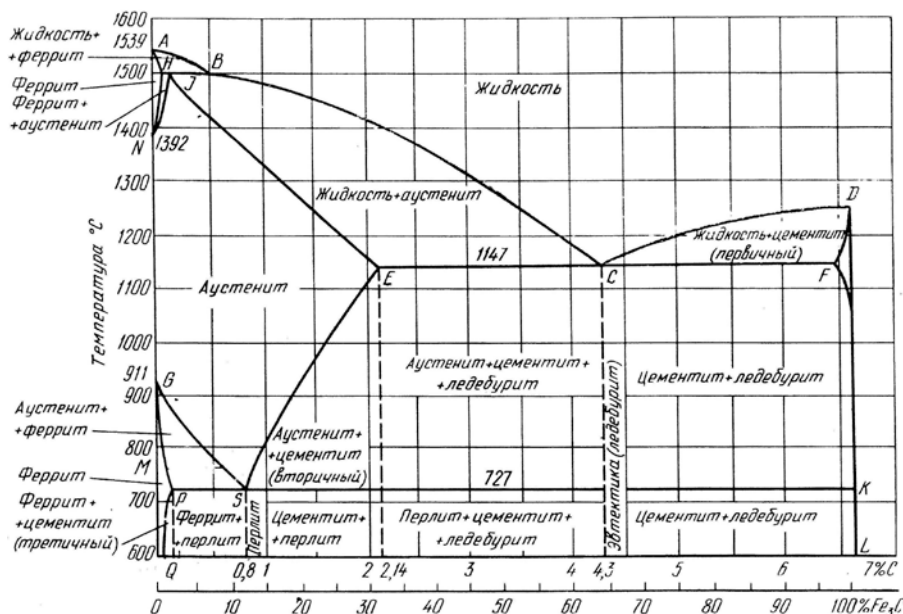 Температура °С
1600
1539
1500
1400
1392
1300
1200
1100
1000
911
900
800
700
600
Жидкость+
+феррит
Феррит
Феррит+
+аустенит
A
H
J
B
N
Жидкость
Жидкость+аустенит
D
Жидкость+цементит
(первичный)
1147
E
C
F
Аустенит
G
Аустенит+
+феррит
M
Феррит
Феррит+
+цементит
(третичный)
Аустенит+
+цементит
(вторичный)
Аустенит+цементит+
+ледебурит
Эвтектика (ледебурит)
Цементит+ледебурит
727
P
S
K
Феррит+
+перлит
Перлит
Цементит+
+перлит
Перлит+цементит+
+ледебурит
Цементит+ледебурит
L
Q
0,8
1
2
2,14
3
4
4,3
5
6
7%C
0
10
20
30
40
50
60
70
80
90
100%Fe₃C